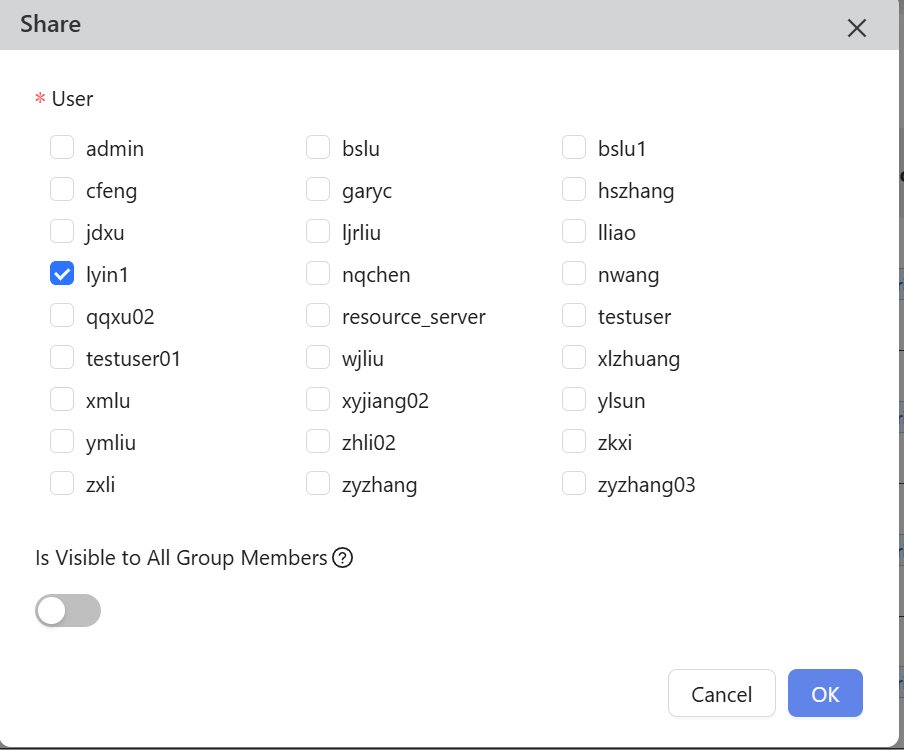 Share
* User
admin bslu bslu1
cfeng garyc hszhang
jdxu ljrliu lliao
lyin1 nqchen nwang
qqxu02 resource_server testuser
testuser01 wjliu xlzhuang
xmlu xyjiang02 ylsun
ymliu zhli02 zkxi
zxli zyzhang zyzhang03
Is Visible to All Group Members ?
Cancel OK